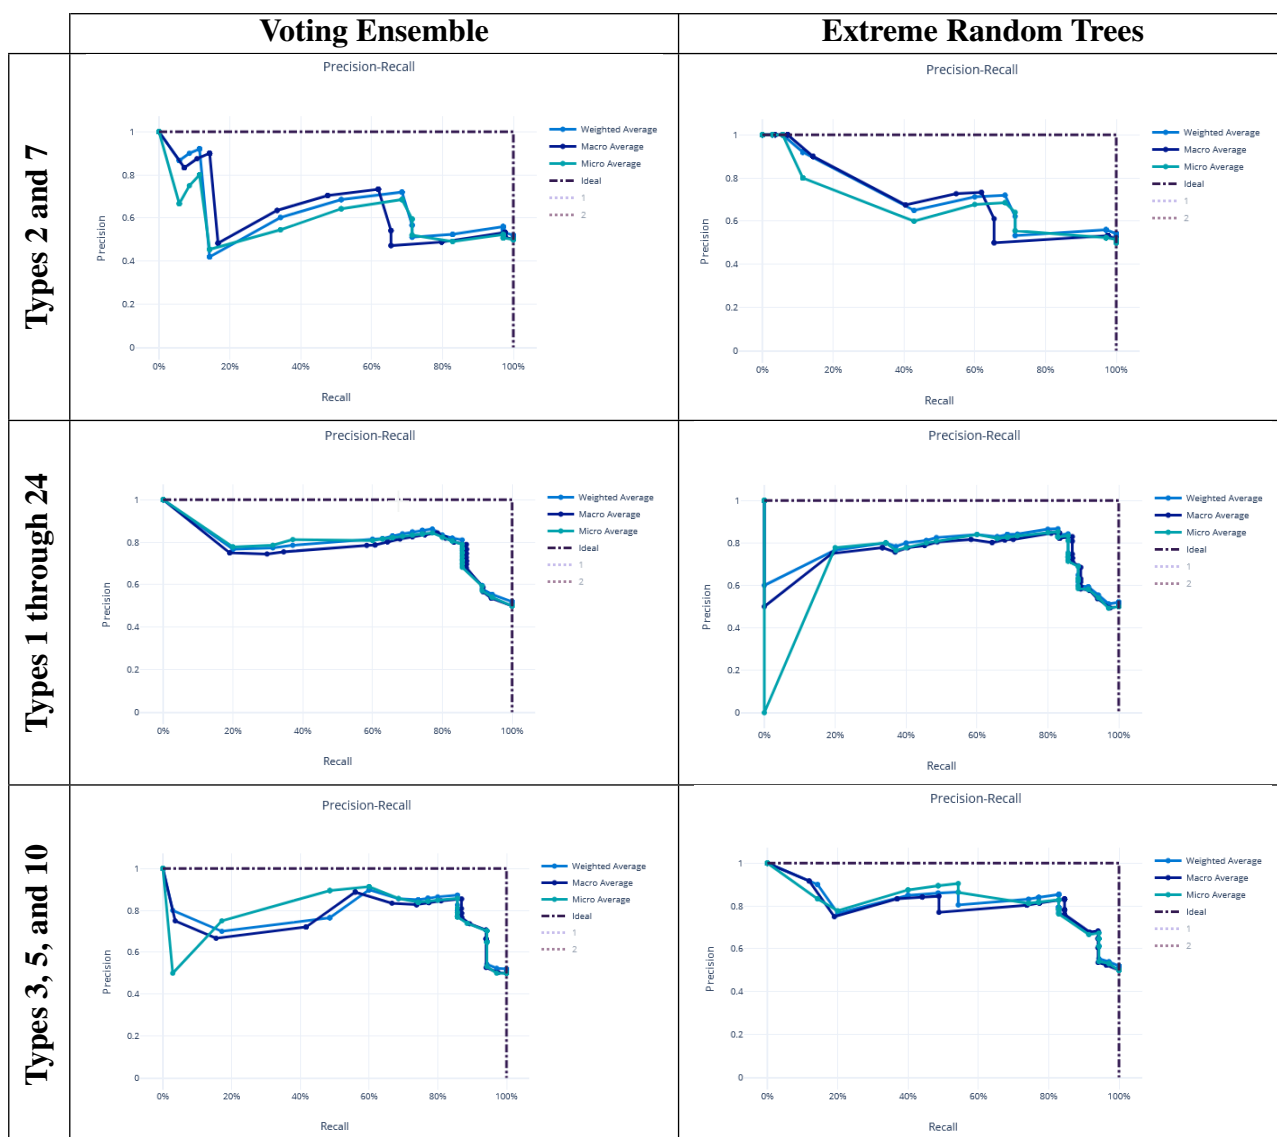 Voting Ensemble
Extreme Random Trees
Types 2 and 7
Precision-Recall
Precision
1
0.8
0.6
0.4
0.2
0
0% 20% 40% 60% 80% 100%
Recall
Weighted Average
Macro Average
Micro Average
Ideal
1
2
Precision-Recall
Precision
1
0.8
0.6
0.4
0.2
0
0% 20% 40% 60% 80% 100%
Recall
Weighted Average
Macro Average
Micro Average
Ideal
1
2
Types 1 through 24
Precision-Recall
Precision
1
0.8
0.6
0.4
0.2
0
0% 20% 40% 60% 80% 100%
Recall
Weighted Average
Macro Average
Micro Average
Ideal
1
2
Precision-Recall
Precision
1
0.8
0.6
0.4
0.2
0
0% 20% 40% 60% 80% 100%
Recall
Weighted Average
Macro Average
Micro Average
Ideal
1
2
Types 3, 5, and 10
Precision-Recall
Precision
1
0.8
0.6
0.4
0.2
0
0% 20% 40% 60% 80% 100%
Recall
Weighted Average
Macro Average
Micro Average
Ideal
1
2
Precision-Recall
Precision
1
0.8
0.6
0.4
0.2
0
0% 20% 40% 60% 80% 100%
Recall
Weighted Average
Macro Average
Micro Average
Ideal
1
2